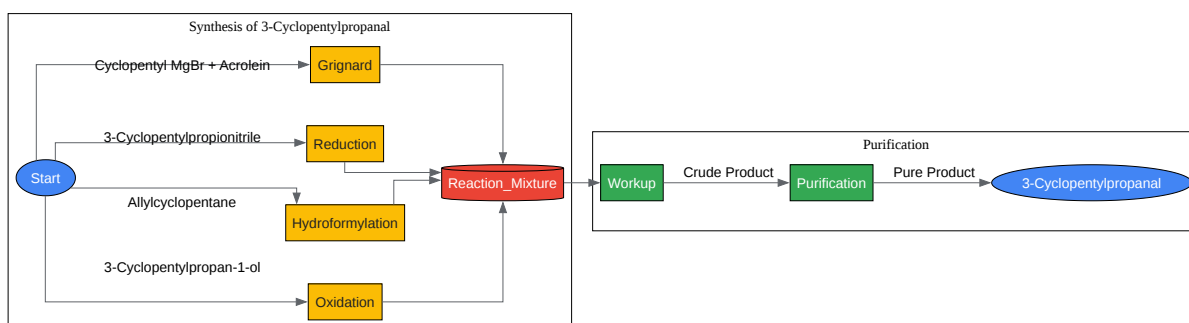 Synthesis of 3-Cyclopentylpropanal
Cyclopentyl MgBr + Acrolein
Grignard
3-Cyclopentylpropionitrile
Reduction
Start
Allylcyclopentane
Hydroformylation
3-Cyclopentylpropan-1-ol
Oxidation
Reaction_Mixture
Purification
Workup
Crude Product
Purification
Pure Product
3-Cyclopentylpropanal